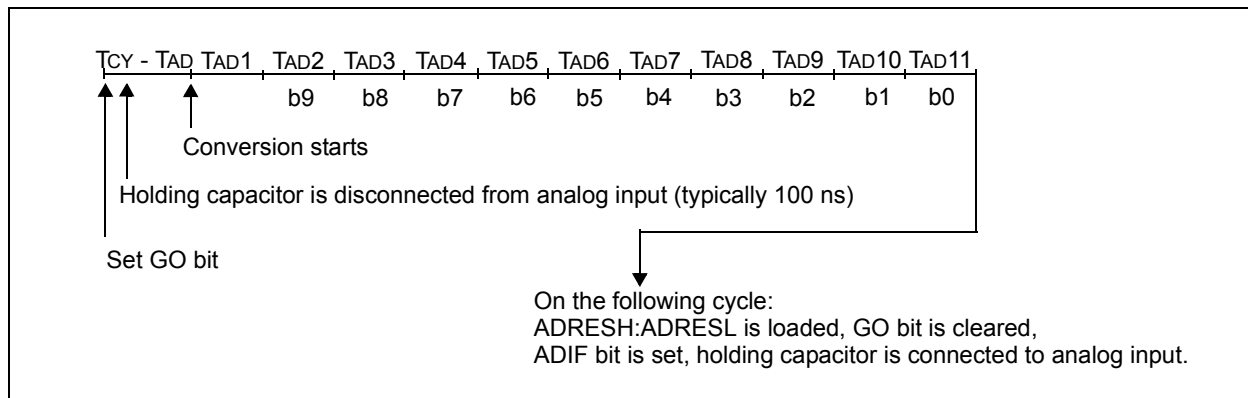 TCY - TAD TAD1 TAD2 TAD3 TAD4 TAD5 TAD6 TAD7 TAD8 TAD9 TAD10 TAD11
b9 b8 b7 b6 b5 b4 b3 b2 b1 b0
Conversion starts
Holding capacitor is disconnected from analog input (typically 100 ns)
Set GO bit
On the following cycle:
ADRESH:ADRESL is loaded, GO bit is cleared,
ADIF bit is set, holding capacitor is connected to analog input.